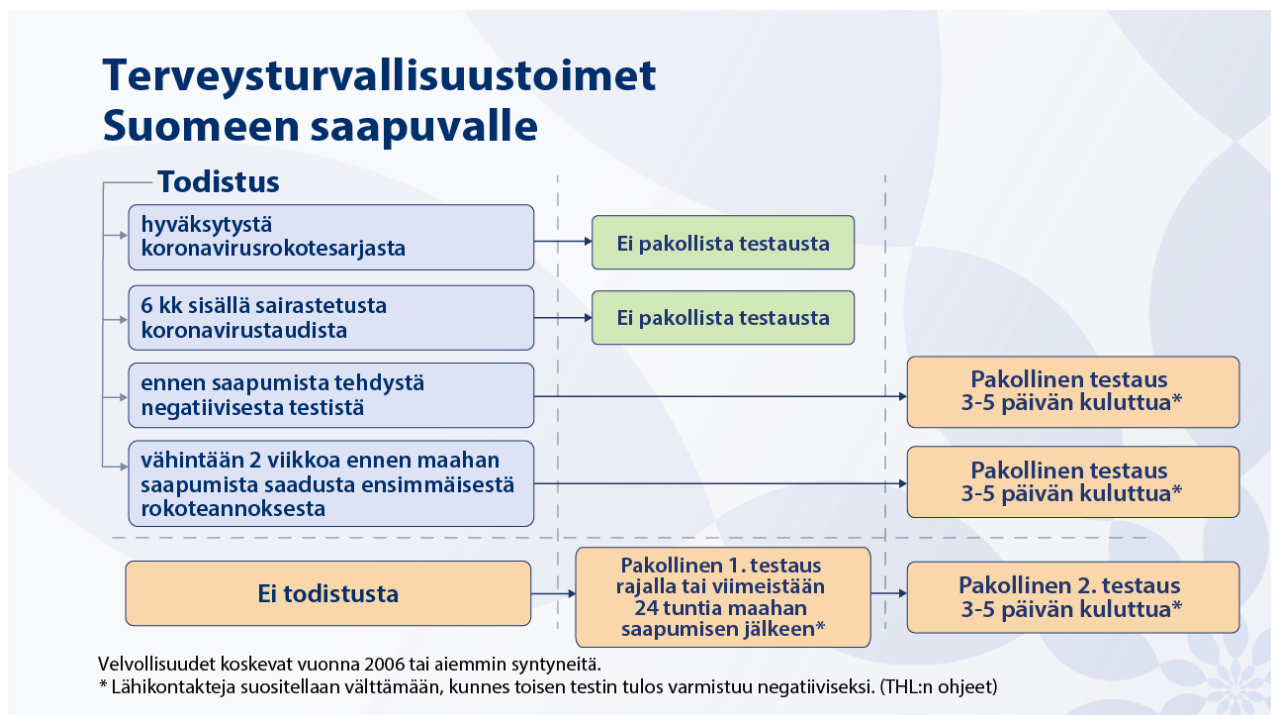 Terveysturvallisuustoimet
Suomeen saapuvalle
Todistus
hyväksytystä
koronavirusrokotesarjasta
Ei pakollista testausta
6 kk sisällä sairastetusta
koronavirustaudista
Ei pakollista testausta
ennen saapumista tehdystä
negatiivisesta testistä
Pakollinen testaus
3-5 päivän kuluttua*
vähintään 2 viikkoa ennen maahan
saapumista saadusta ensimmäisestä
rokoteannoksesta
Pakollinen testaus
3-5 päivän kuluttua*
Ei todistusta
Pakollinen 1. testaus
rajalla tai viimeistään
24 tuntia maahan
saapumisen jälkeen*
Pakollinen 2. testaus
3-5 päivän kuluttua*
Velvollisuudet koskevat vuonna 2006 tai aiemmin syntyneitä.
* Lähikontakteja suositellaan välttämään, kunnes toisen testin tulos varmistuu negatiiviseksi. (THL:n ohjeet)